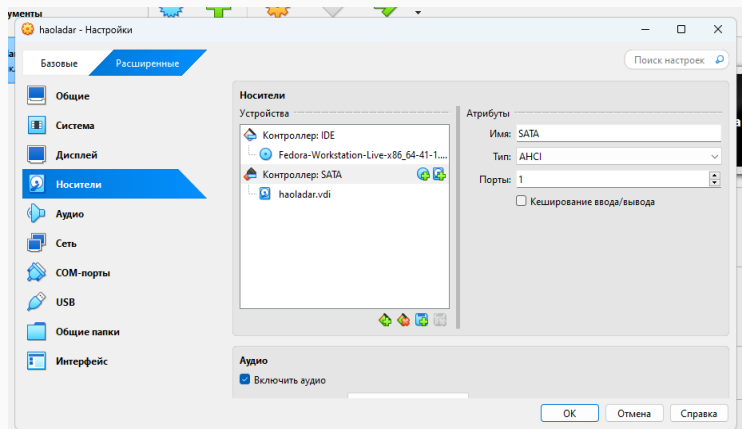 ументы
haoladar - Настройки
Базовые
Расширенные
Поиск настроек
Общие
Система
Дисплей
Носители
Аудио
Сеть
COM-порты
USB
Общие папки
Интерфейс
Носители
Устройства
Контроллер: IDE
Fedora-Workstation-Live-x86_64-41-1....
Контроллер: SATA
haoladar.vdi
Атрибуты
Имя: SATA
Тип: AHCI
Порты: 1
Кеширование ввода/вывода
Аудио
Включить аудио
OK
Отмена
Справка